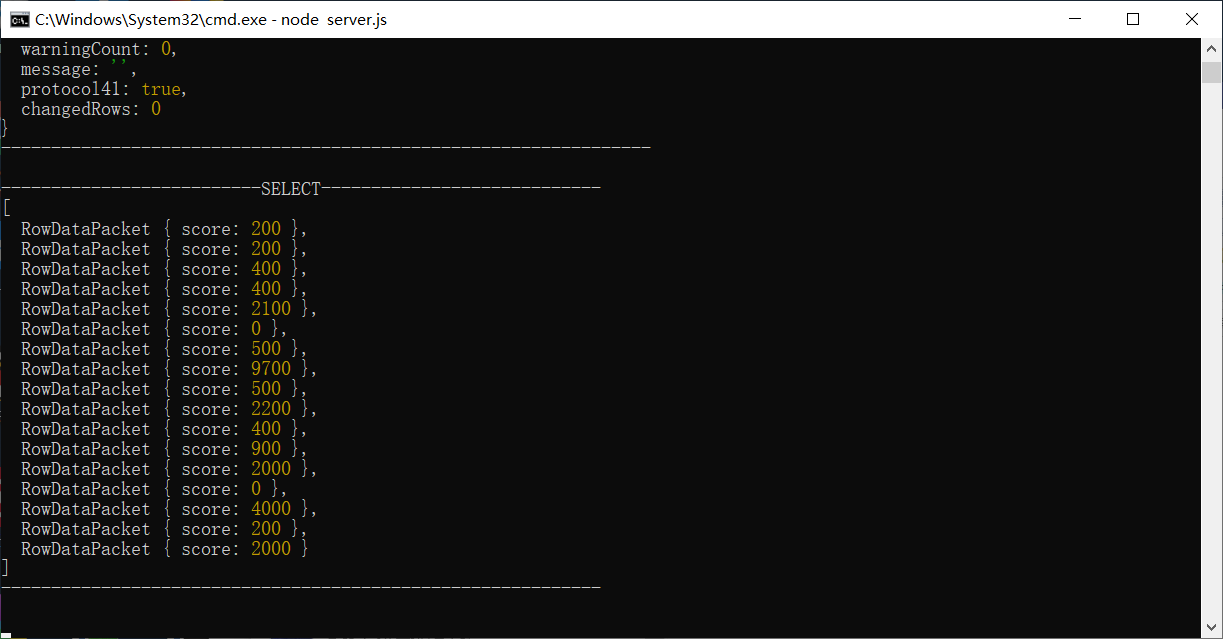 C:\Windows\System32\cmd.exe - node  server.js
  warningCount: 0,
  message: '',
  protocol41: true,
  changedRows: 0
}
-----------------------------------------------------------------

--------------------------SELECT----------------------------
[
  RowDataPacket { score: 200 },
  RowDataPacket { score: 200 },
  RowDataPacket { score: 400 },
  RowDataPacket { score: 400 },
  RowDataPacket { score: 2100 },
  RowDataPacket { score: 0 },
  RowDataPacket { score: 500 },
  RowDataPacket { score: 9700 },
  RowDataPacket { score: 500 },
  RowDataPacket { score: 2200 },
  RowDataPacket { score: 400 },
  RowDataPacket { score: 900 },
  RowDataPacket { score: 2000 },
  RowDataPacket { score: 0 },
  RowDataPacket { score: 4000 },
  RowDataPacket { score: 200 },
  RowDataPacket { score: 2000 }
]
------------------------------------------------------------